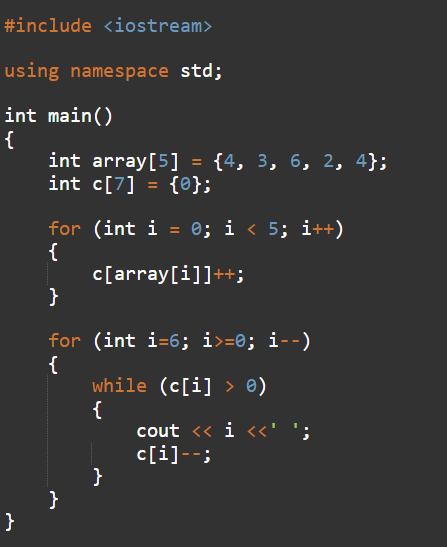 #include <iostream>
using namespace std;
int main()
{
    int array[5] = {4, 3, 6, 2, 4};
    int c[7] = {0};
    for (int i = 0; i < 5; i++)
    {
        c[array[i]]++;
    }
    for (int i=6; i>=0; i--)
    {
        while (c[i] > 0)
        {
            cout << i <<' ';
            c[i]--;
        }
    }
}